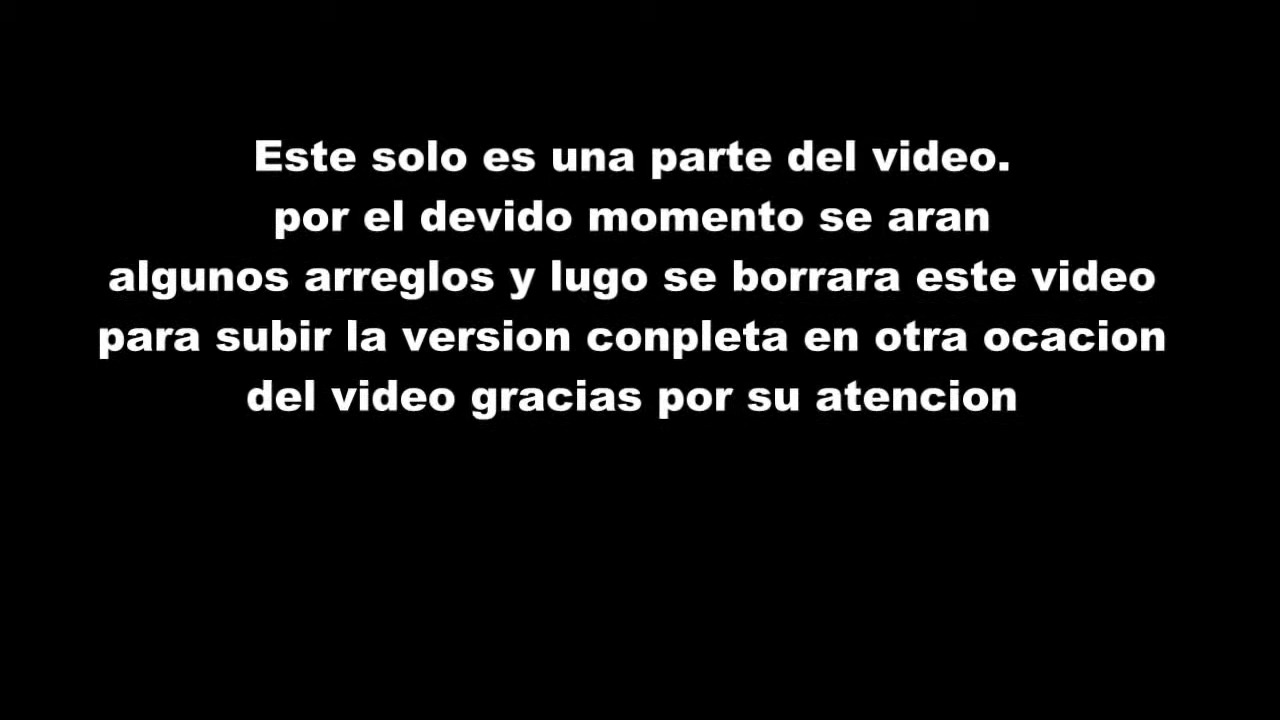 Este solo es una parte del video.
por el devido momento se aran
algunos arreglos y lugo se borrara este video
para subir la version conpleta en otra ocacion
del video gracias por su atencion